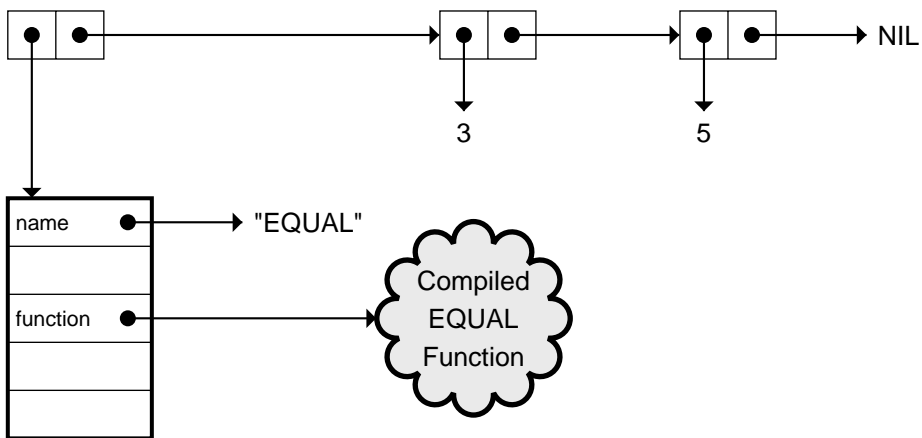 NIL
3
5
name
"EQUAL"
function
Compiled
EQUAL
Function